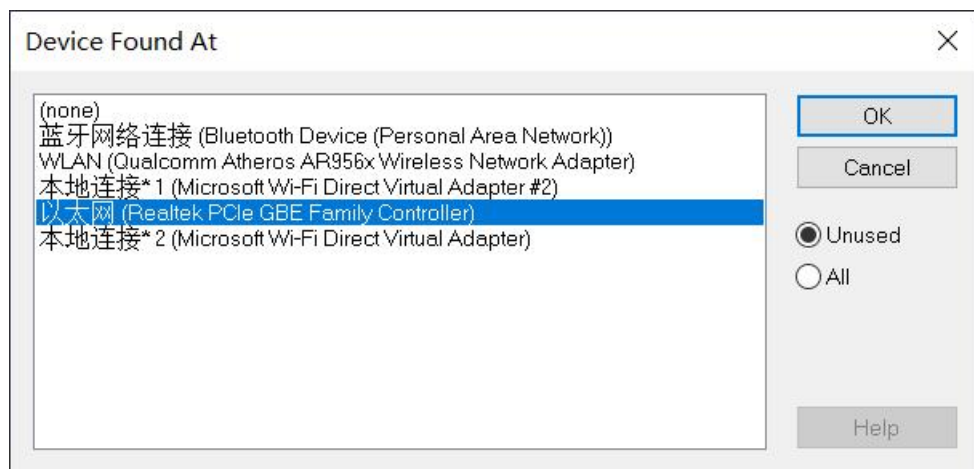 Device Found At
(none)
蓝牙网络连接 (Bluetooth Device (Personal Area Network))
WLAN (Qualcomm Atheros AR956x Wireless Network Adapter)
本地连接* 1 (Microsoft Wi-Fi Direct Virtual Adapter #2)
以太网 (Realtek PCIe GBE Family Controller)
本地连接* 2 (Microsoft Wi-Fi Direct Virtual Adapter)
OK
Cancel
Unused
All
Help